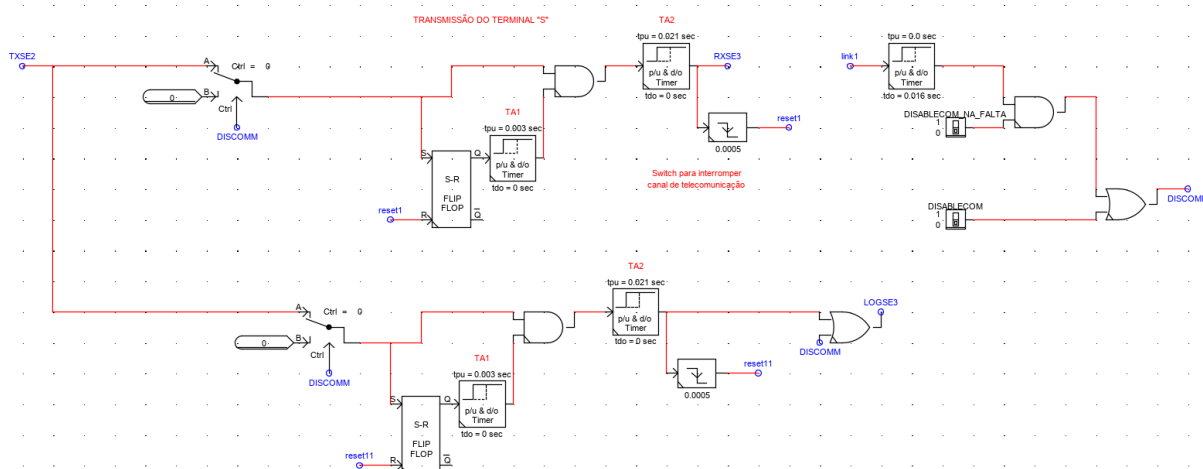 TRANSMISSÃO DO TERMINAL "S"
TXSE2
A
Ctrl = 0
B
0
Ctrl
DISCOMM
S
Q
S-R
FLIP
FLOP
R
Q
reset1
TA1
tpu = 0.003 sec
p/u & d/o
Timer
tdo = 0 sec
TA2
tpu = 0.021 sec
p/u & d/o
Timer
tdo = 0 sec
RXSE3
0.0005
reset1
Switch para interromper
canal de telecomunicação
link1
tpu = 0.0 sec
p/u & d/o
Timer
tdo = 0.016 sec
DISABLECOM_NA_FALTA
1
0
DISABLECOM
1
0
DISCOMM
A
Ctrl = 0
B
0
Ctrl
DISCOMM
S
Q
S-R
FLIP
FLOP
R
Q
reset11
TA1
tpu = 0.003 sec
p/u & d/o
Timer
tdo = 0 sec
TA2
tpu = 0.021 sec
p/u & d/o
Timer
tdo = 0 sec
0.0005
reset11
DISCOMM
LOGSE3